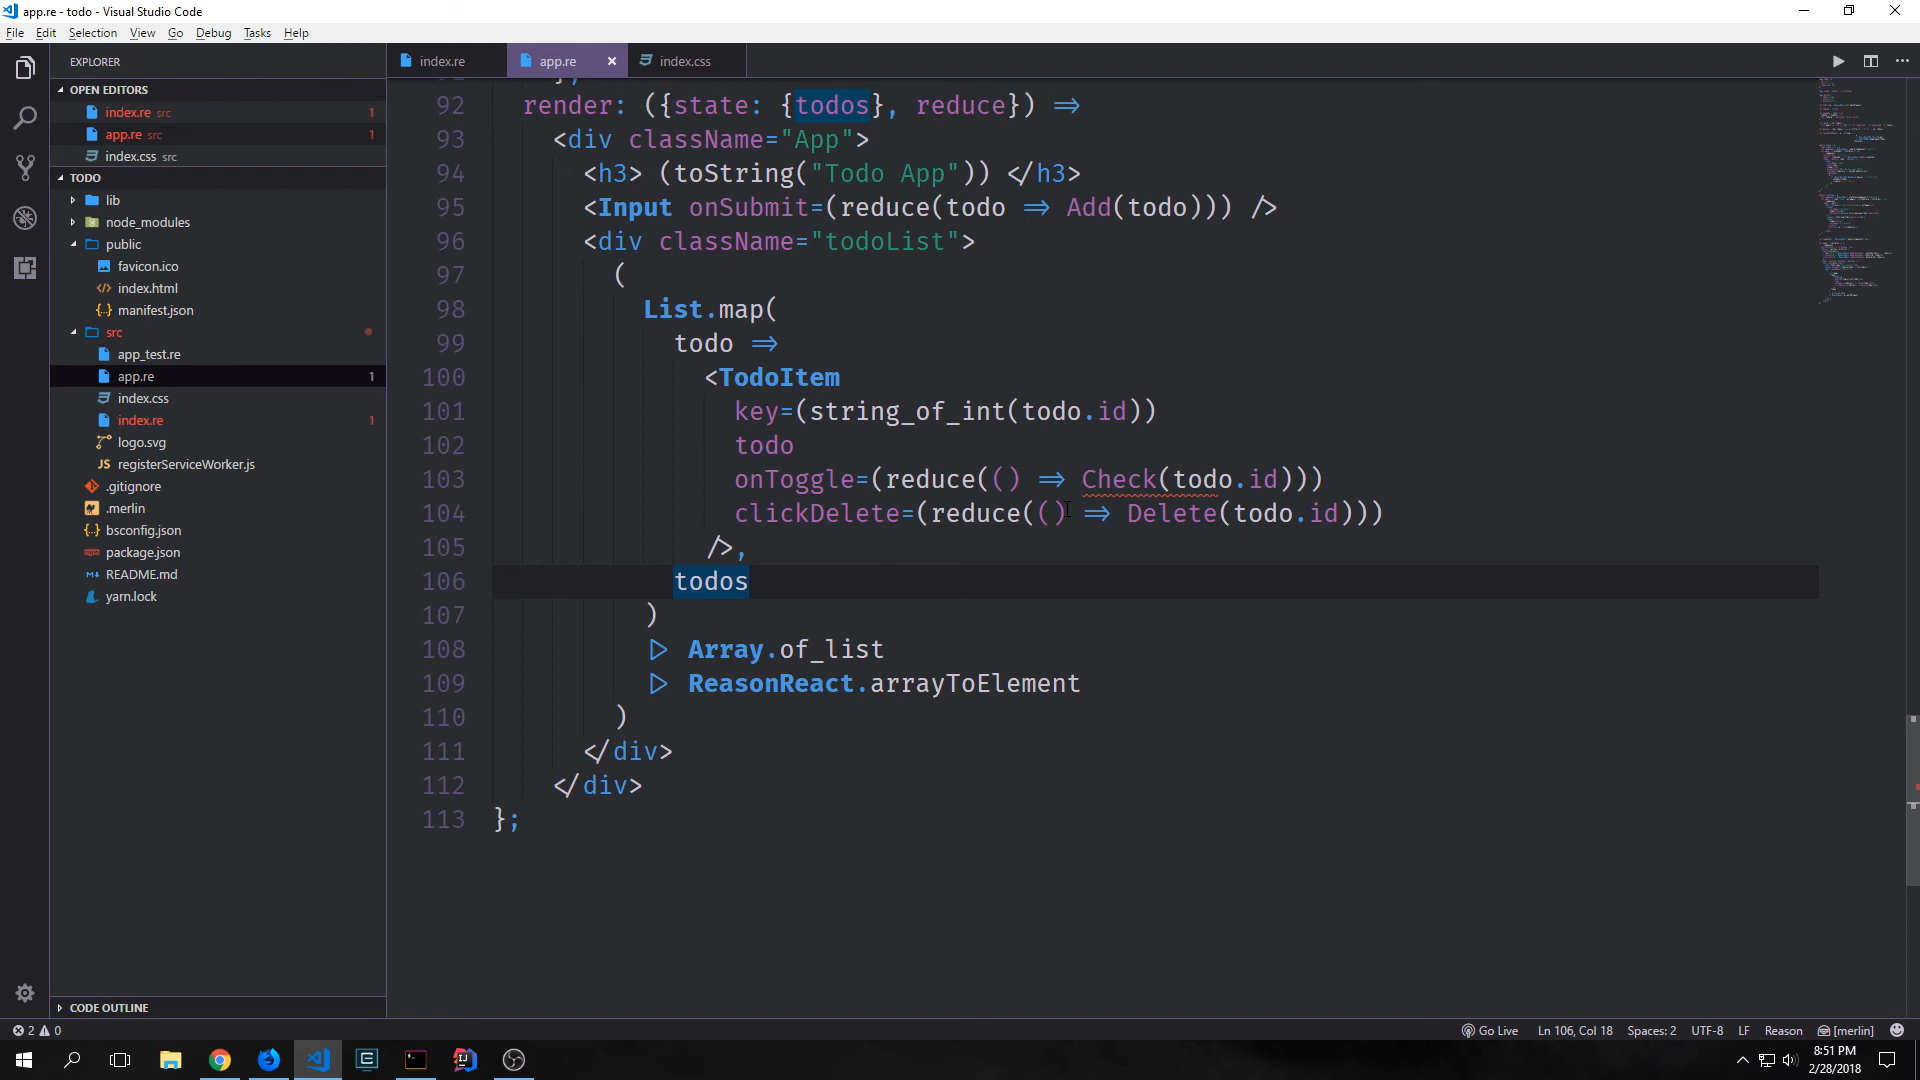 app.re - todo - Visual Studio Code
File Edit Selection View Go Debug Tasks Help
EXPLORER
OPEN EDITORS
index.re src 1
app.re src 1
index.css src
TODO
lib
node_modules
public
favicon.ico
index.html
manifest.json
src
app_test.re
app.re 1
index.css
index.re 1
logo.svg
registerServiceWorker.js
.gitignore
.merlin
bsconfig.json
package.json
README.md
yarn.lock
CODE OUTLINE
index.re app.re × index.css
92 render: ({state: {todos}, reduce}) =>
93 <div className="App">
94 <h3> (toString("Todo App")) </h3>
95 <Input onSubmit=(reduce(todo => Add(todo))) />
96 <div className="todoList">
97 (
98 List.map(
99 todo =>
100 <TodoItem
101 key=(string_of_int(todo.id))
102 todo
103 onToggle=(reduce(() => Check(todo.id)))
104 clickDelete=(reduce(() => Delete(todo.id)))
105 />,
106 todos
107 )
108 |> Array.of_list
109 |> ReasonReact.arrayToElement
110 )
111 </div>
112 </div>
113 };
2 0 Go Live Ln 106, Col 18 Spaces: 2 UTF-8 LF Reason [merlin]
8:51 PM
2/28/2018